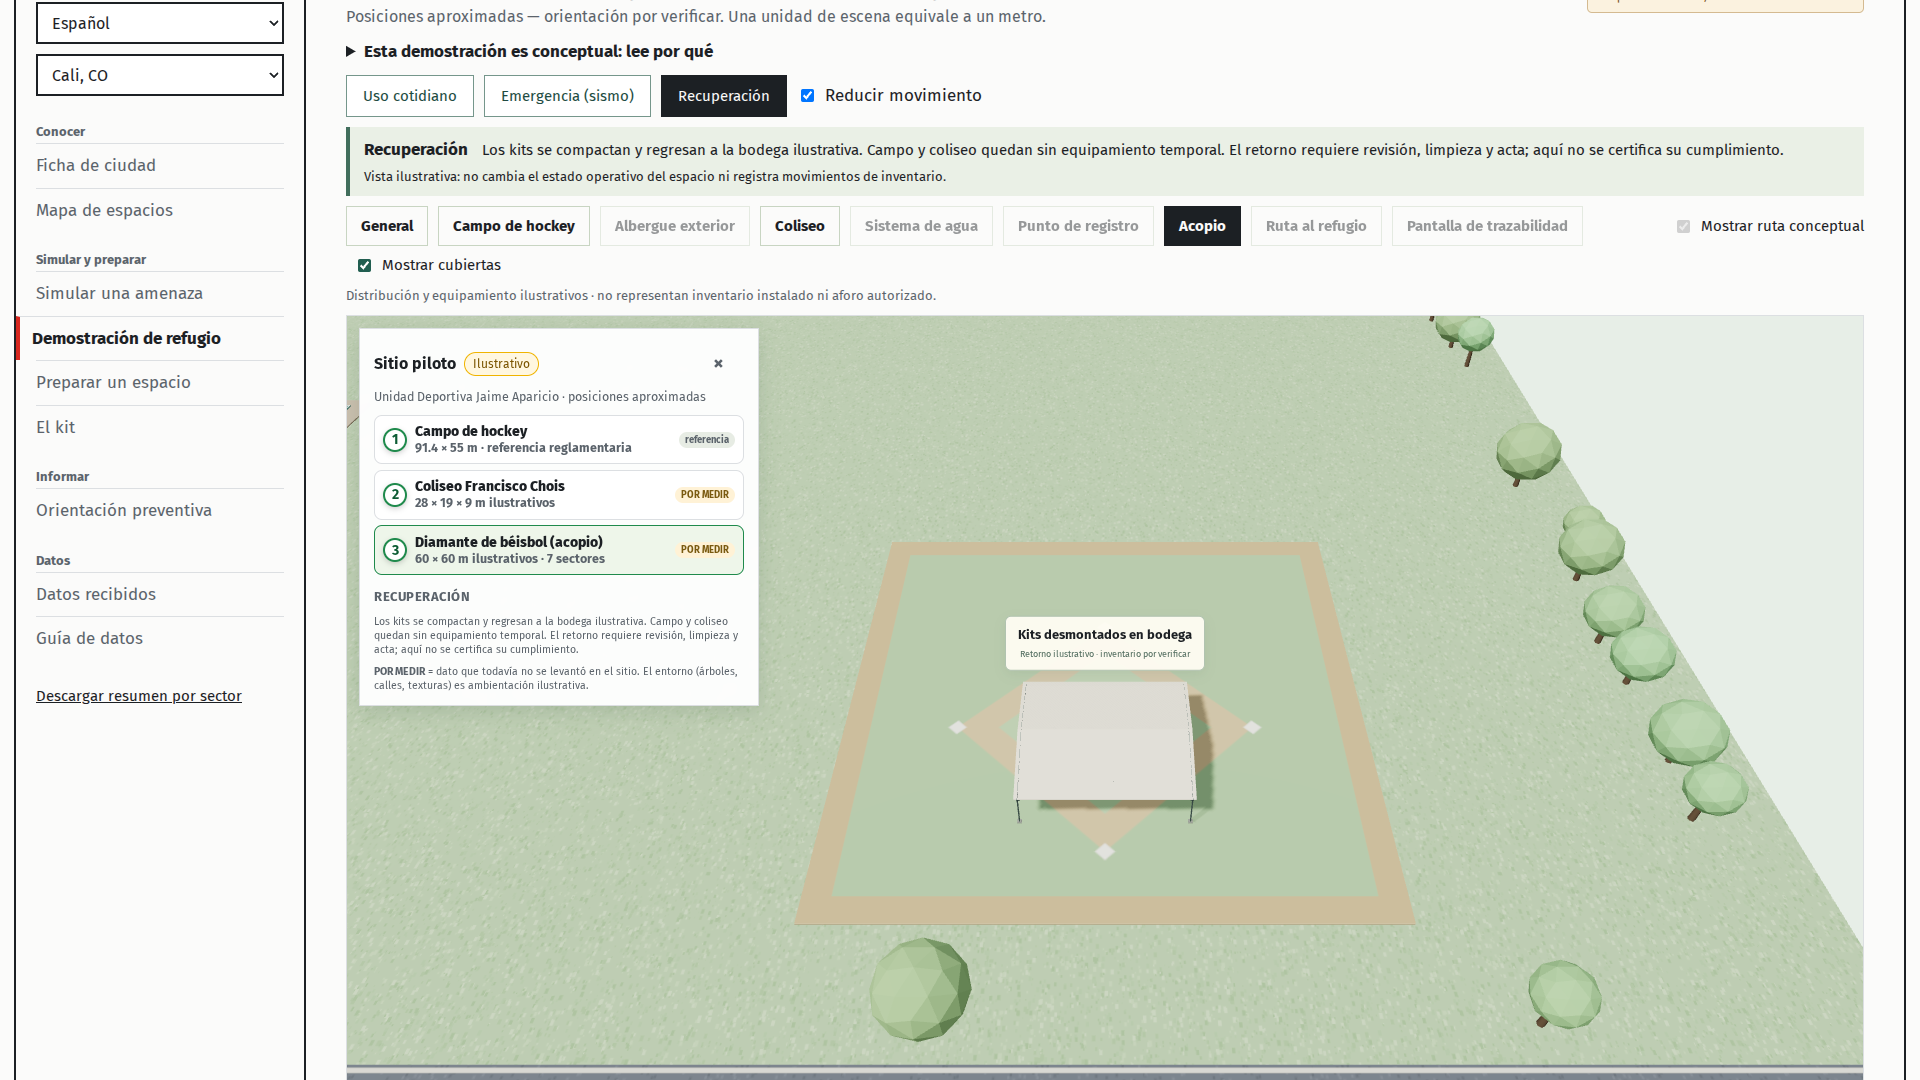 Español
Cali, CO
Conocer
Ficha de ciudad
Mapa de espacios
Simular y preparar
Simular una amenaza
Demostración de refugio
Preparar un espacio
El kit
Informar
Orientación preventiva
Datos
Datos recibidos
Guía de datos
Descargar resumen por sector
Posiciones aproximadas — orientación por verificar. Una unidad de escena equivale a un metro.
Esta demostración es conceptual: lee por qué
Uso cotidiano
Emergencia (sismo)
Recuperación
Reducir movimiento
Recuperación Los kits se compactan y regresan a la bodega ilustrativa. Campo y coliseo quedan sin equipamiento temporal. El retorno requiere revisión, limpieza y acta; aquí no se certifica su cumplimiento.
Vista ilustrativa: no cambia el estado operativo del espacio ni registra movimientos de inventario.
General
Campo de hockey
Albergue exterior
Coliseo
Sistema de agua
Punto de registro
Acopio
Ruta al refugio
Pantalla de trazabilidad
Mostrar ruta conceptual
Mostrar cubiertas
Distribución y equipamiento ilustrativos · no representan inventario instalado ni aforo autorizado.
Sitio piloto
Ilustrativo
×
Unidad Deportiva Jaime Aparicio · posiciones aproximadas
1
Campo de hockey
91.4 × 55 m · referencia reglamentaria
referencia
2
Coliseo Francisco Chois
28 × 19 × 9 m ilustrativos
POR MEDIR
3
Diamante de béisbol (acopio)
60 × 60 m ilustrativos · 7 sectores
POR MEDIR
RECUPERACIÓN
Los kits se compactan y regresan a la bodega ilustrativa. Campo y coliseo
quedan sin equipamiento temporal. El retorno requiere revisión, limpieza y
acta; aquí no se certifica su cumplimiento.
POR MEDIR = dato que todavía no se levantó en el sitio. El entorno (árboles,
calles, texturas) es ambientación ilustrativa.
Kits desmontados en bodega
Retorno ilustrativo · inventario por verificar